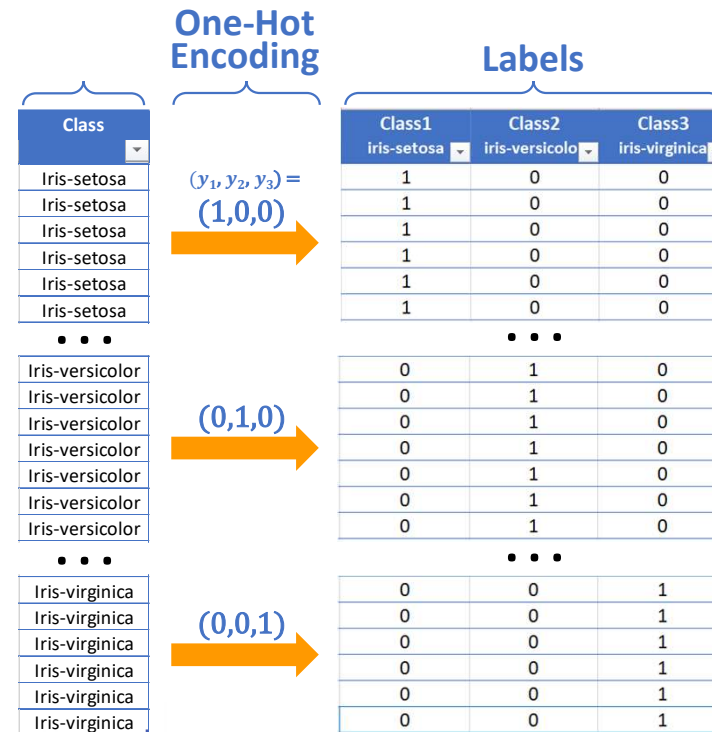 One-Hot
Encoding
Labels
Class
Class1 Class2 Class3
iris-setosa iris-versicolo iris-virginica
(y₁, y₂, y₃) =
(1,0,0)
Iris-setosa 1 0 0
Iris-setosa 1 0 0
Iris-setosa 1 0 0
Iris-setosa 1 0 0
Iris-setosa 1 0 0
Iris-setosa 1 0 0
• • • • • •
(0,1,0)
Iris-versicolor 0 1 0
Iris-versicolor 0 1 0
Iris-versicolor 0 1 0
Iris-versicolor 0 1 0
Iris-versicolor 0 1 0
Iris-versicolor 0 1 0
Iris-versicolor 0 1 0
• • • • • •
(0,0,1)
Iris-virginica 0 0 1
Iris-virginica 0 0 1
Iris-virginica 0 0 1
Iris-virginica 0 0 1
Iris-virginica 0 0 1
Iris-virginica 0 0 1